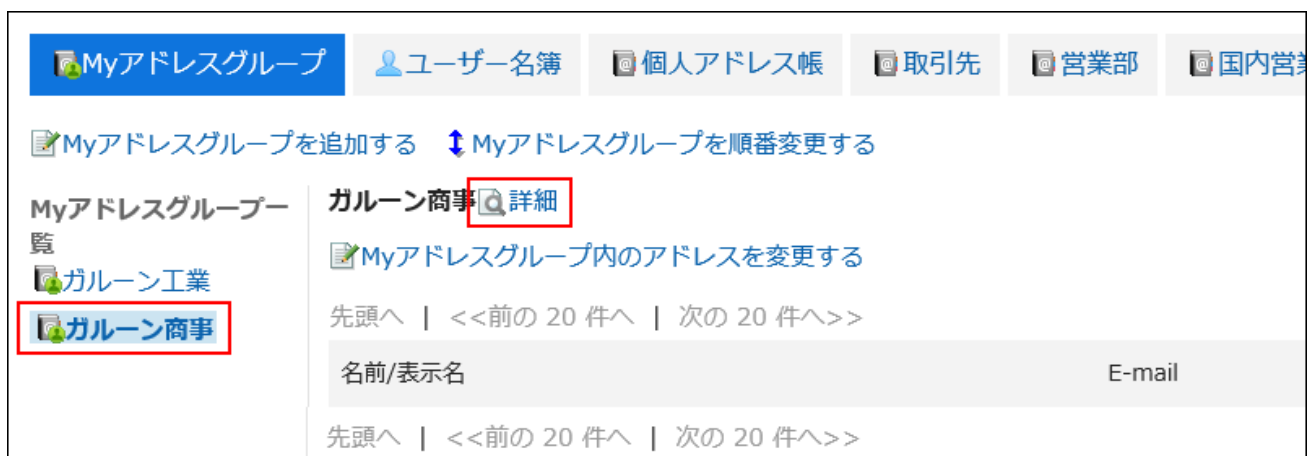 Myアドレスグループ ユーザー名簿 個人アドレス帳 取引先 営業部 国内営業
Myアドレスグループを追加する Myアドレスグループを順番変更する
Myアドレスグループ一
覧
ガルーン工業
ガルーン商事
ガルーン商事 詳細
Myアドレスグループ内のアドレスを変更する
先頭へ | <<前の 20 件へ | 次の 20 件へ>>
名前/表示名 E-mail
先頭へ | <<前の 20 件へ | 次の 20 件へ>>